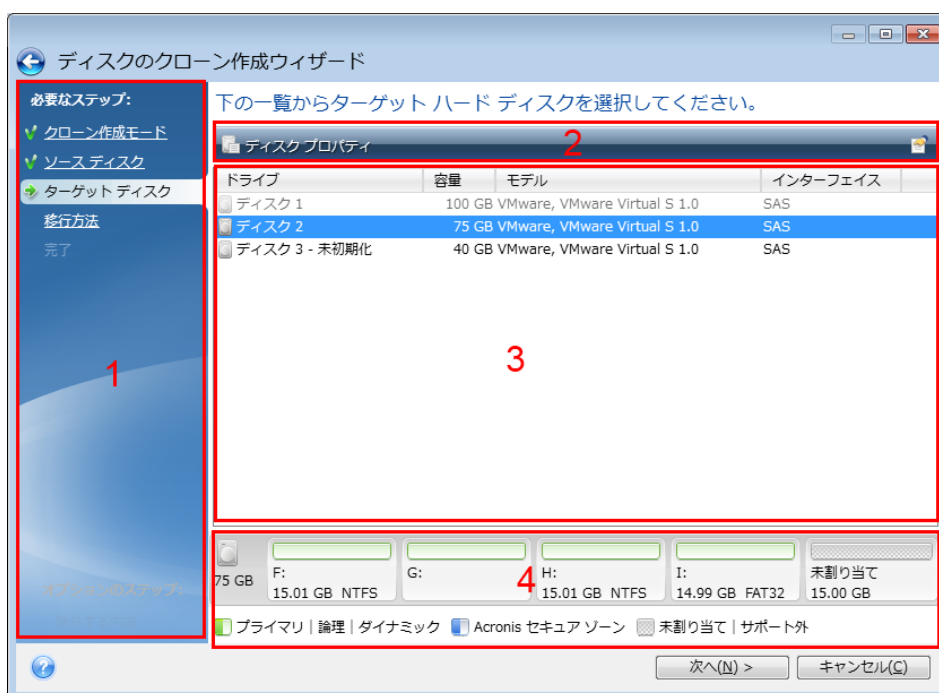 ディスクのクローン作成ウィザード
必要なステップ:
クローン作成モード
ソース ディスク
ターゲット ディスク
移行方法
完了
1
オプションのステップ:
下の一覧からターゲット ハード ディスクを選択してください。
ディスク プロパティ
2
ドライブ 容量 モデル インターフェイス
ディスク 1 100 GB VMware, VMware Virtual S 1.0 SAS
ディスク 2 75 GB VMware, VMware Virtual S 1.0 SAS
ディスク 3 - 未初期化 40 GB VMware, VMware Virtual S 1.0 SAS
3
75 GB
F:
15.01 GB NTFS
G:
4
H:
15.01 GB NTFS
I:
14.99 GB FAT32
未割り当て
15.00 GB
プライマリ | 論理 | ダイナミック Acronis セキュア ゾーン 未割り当て | サポート外
?
次へ(N) > キャンセル(C)